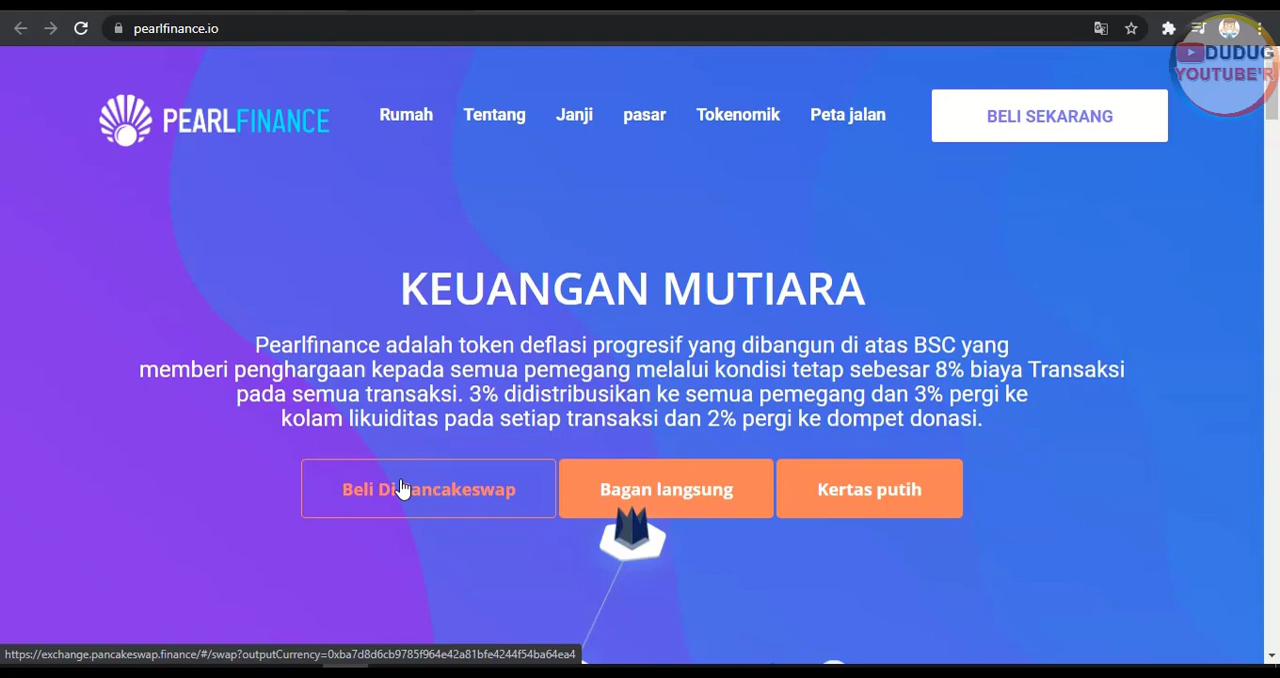 pearlfinance.io
DUDUG
YOUTUBE'R
PEARLFINANCE
Rumah
Tentang
Janji
pasar
Tokenomik
Peta jalan
BELI SEKARANG
KEUANGAN MUTIARA
Pearlfinance adalah token deflasi progresif yang dibangun di atas BSC yang
memberi penghargaan kepada semua pemegang melalui kondisi tetap sebesar 8% biaya Transaksi
pada semua transaksi. 3% didistribusikan ke semua pemegang dan 3% pergi ke
kolam likuiditas pada setiap transaksi dan 2% pergi ke dompet donasi.
Beli Di Pancakeswap
Bagan langsung
Kertas putih
https://exchange.pancakeswap.finance/#/swap?outputCurrency=0xba7d8d6cb9785f964e42a81bfe4244f54ba64ea4